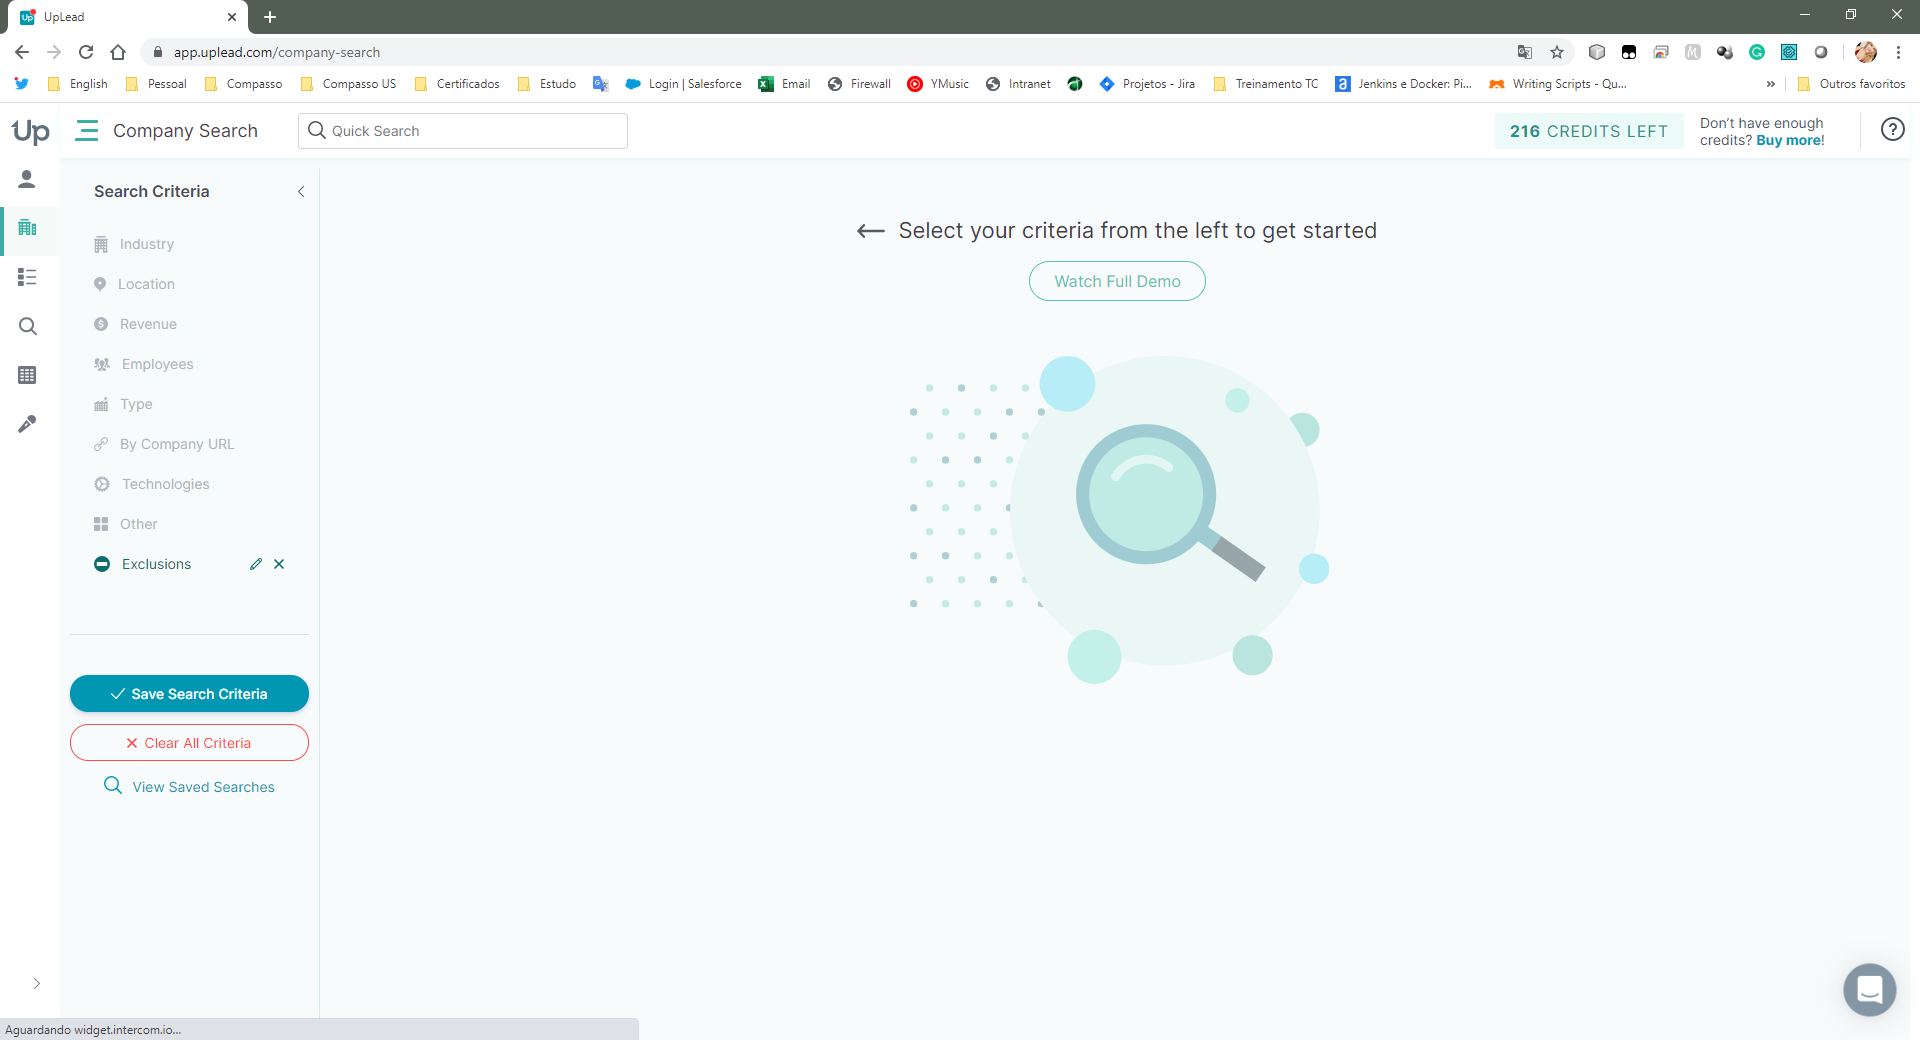 UpLead
app.uplead.com/company-search
English
Pessoal
Compasso
Compasso US
Certificados
Estudo
Login | Salesforce
Email
Firewall
YMusic
Intranet
Projetos - Jira
Treinamento TC
Jenkins e Docker: Pi...
Writing Scripts - Qu...
»
Outros favoritos
Up
Company Search
Quick Search
216 CREDITS LEFT
Don't have enough
credits? Buy more!
Search Criteria
Industry
Location
Revenue
Employees
Type
By Company URL
Technologies
Other
Exclusions
Save Search Criteria
Clear All Criteria
View Saved Searches
Select your criteria from the left to get started
Watch Full Demo
Aguardando widget.intercom.io...